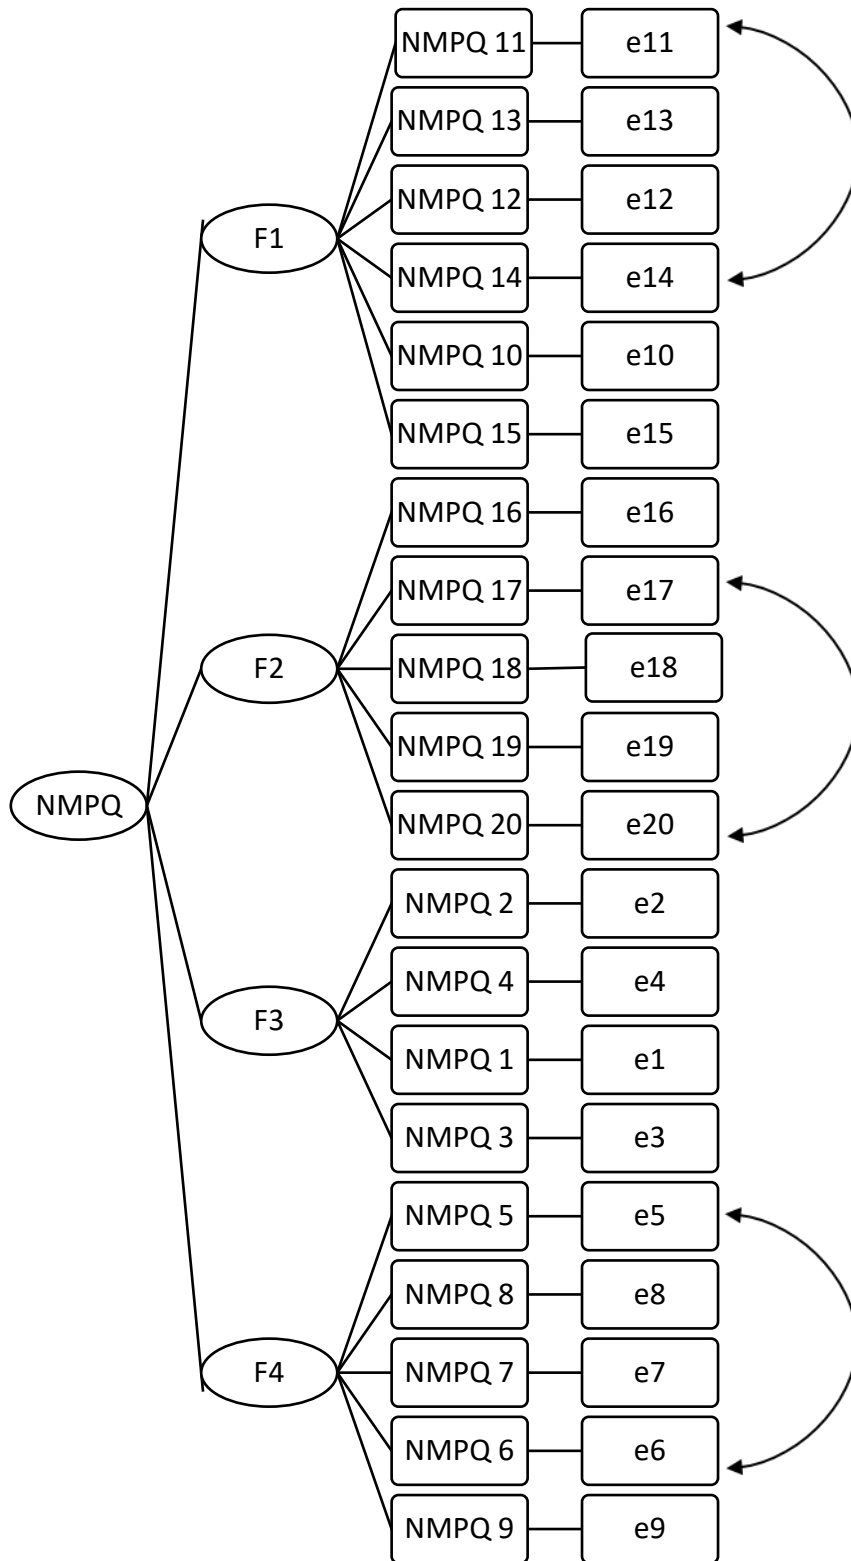 NMPQ 11 e11
NMPQ 13 e13
NMPQ 12 e12
F1
NMPQ 14 e14
NMPQ 10 e10
NMPQ 15 e15
NMPQ 16 e16
NMPQ 17 e17
F2 NMPQ 18 e18
NMPQ 19 e19
NMPQ
NMPQ 20 e20
NMPQ 2 e2
NMPQ 4 e4
F3
NMPQ 1 e1
NMPQ 3 e3
NMPQ 5 e5
NMPQ 8 e8
F4 NMPQ 7 e7
NMPQ 6 e6
NMPQ 9 e9